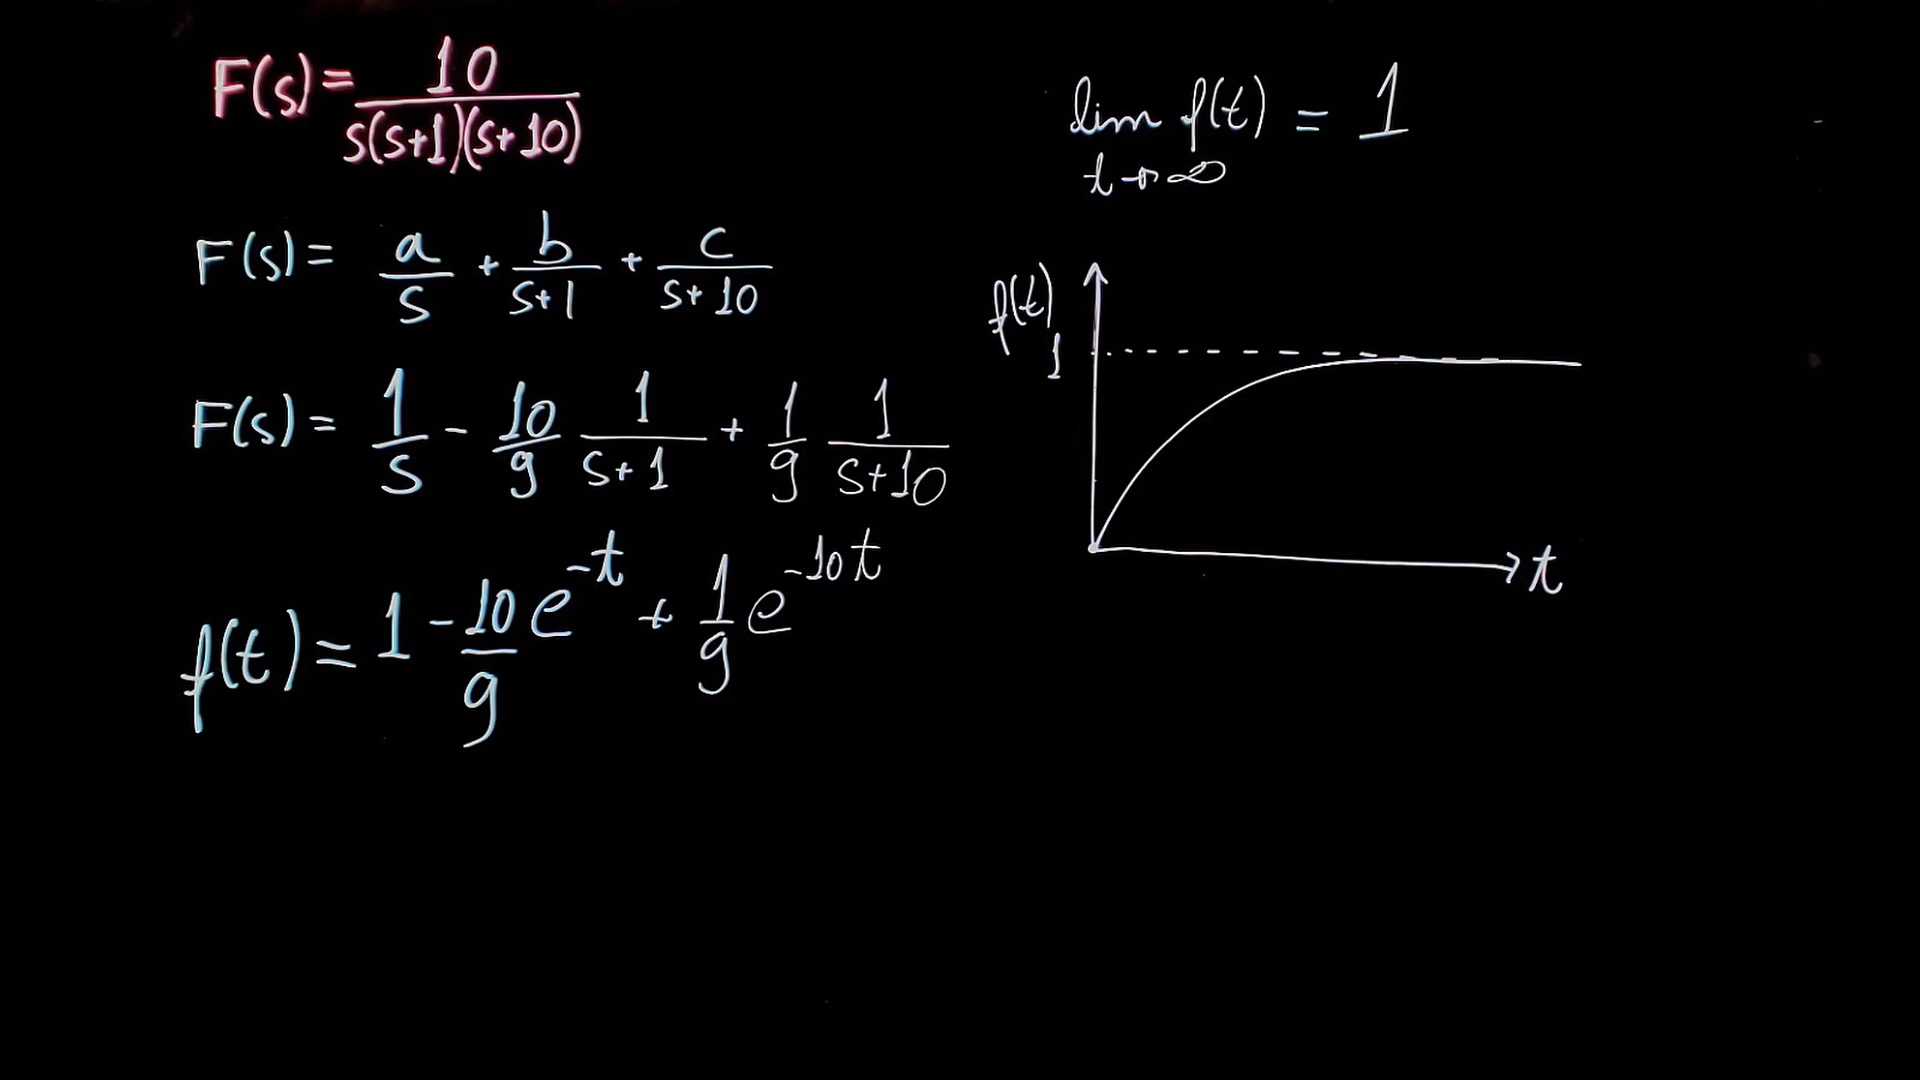 F(s) = 10 / s(s+1)(s+10)
F(s) = a/s + b/s+1 + c/s+10
F(s) = 1/s - 10/9 1/s+1 + 1/9 1/s+10
f(t) = 1 - 10/9 e^-t + 1/9 e^-10t
lim f(t) = 1
t→∞
f(t)
1
t